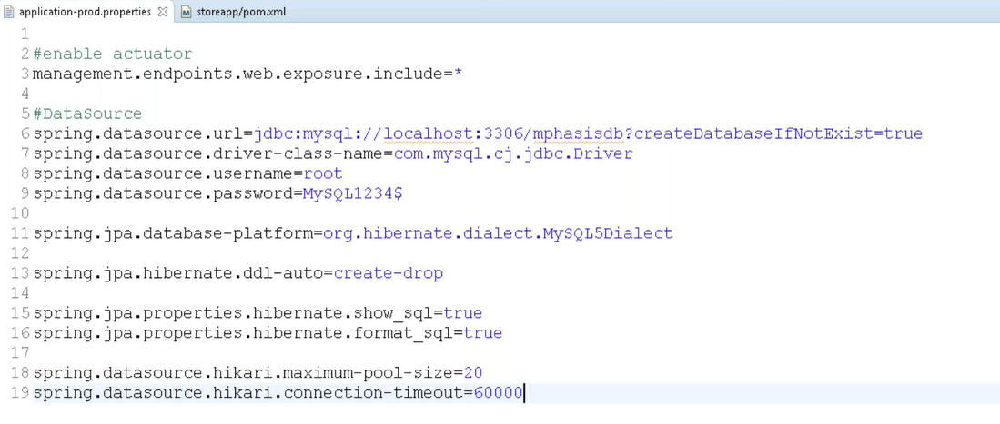 application-prod.properties storeapp/pom.xml
1
2 #enable actuator
3 management.endpoints.web.exposure.include=*
4
5 #DataSource
6 spring.datasource.url=jdbc:mysql://localhost:3306/mphasisdb?createDatabaseIfNotExist=true
7 spring.datasource.driver-class-name=com.mysql.cj.jdbc.Driver
8 spring.datasource.username=root
9 spring.datasource.password=MySQL1234$
10
11 spring.jpa.database-platform=org.hibernate.dialect.MySQL5Dialect
12
13 spring.jpa.hibernate.ddl-auto=create-drop
14
15 spring.jpa.properties.hibernate.show_sql=true
16 spring.jpa.properties.hibernate.format_sql=true
17
18 spring.datasource.hikari.maximum-pool-size=20
19 spring.datasource.hikari.connection-timeout=60000